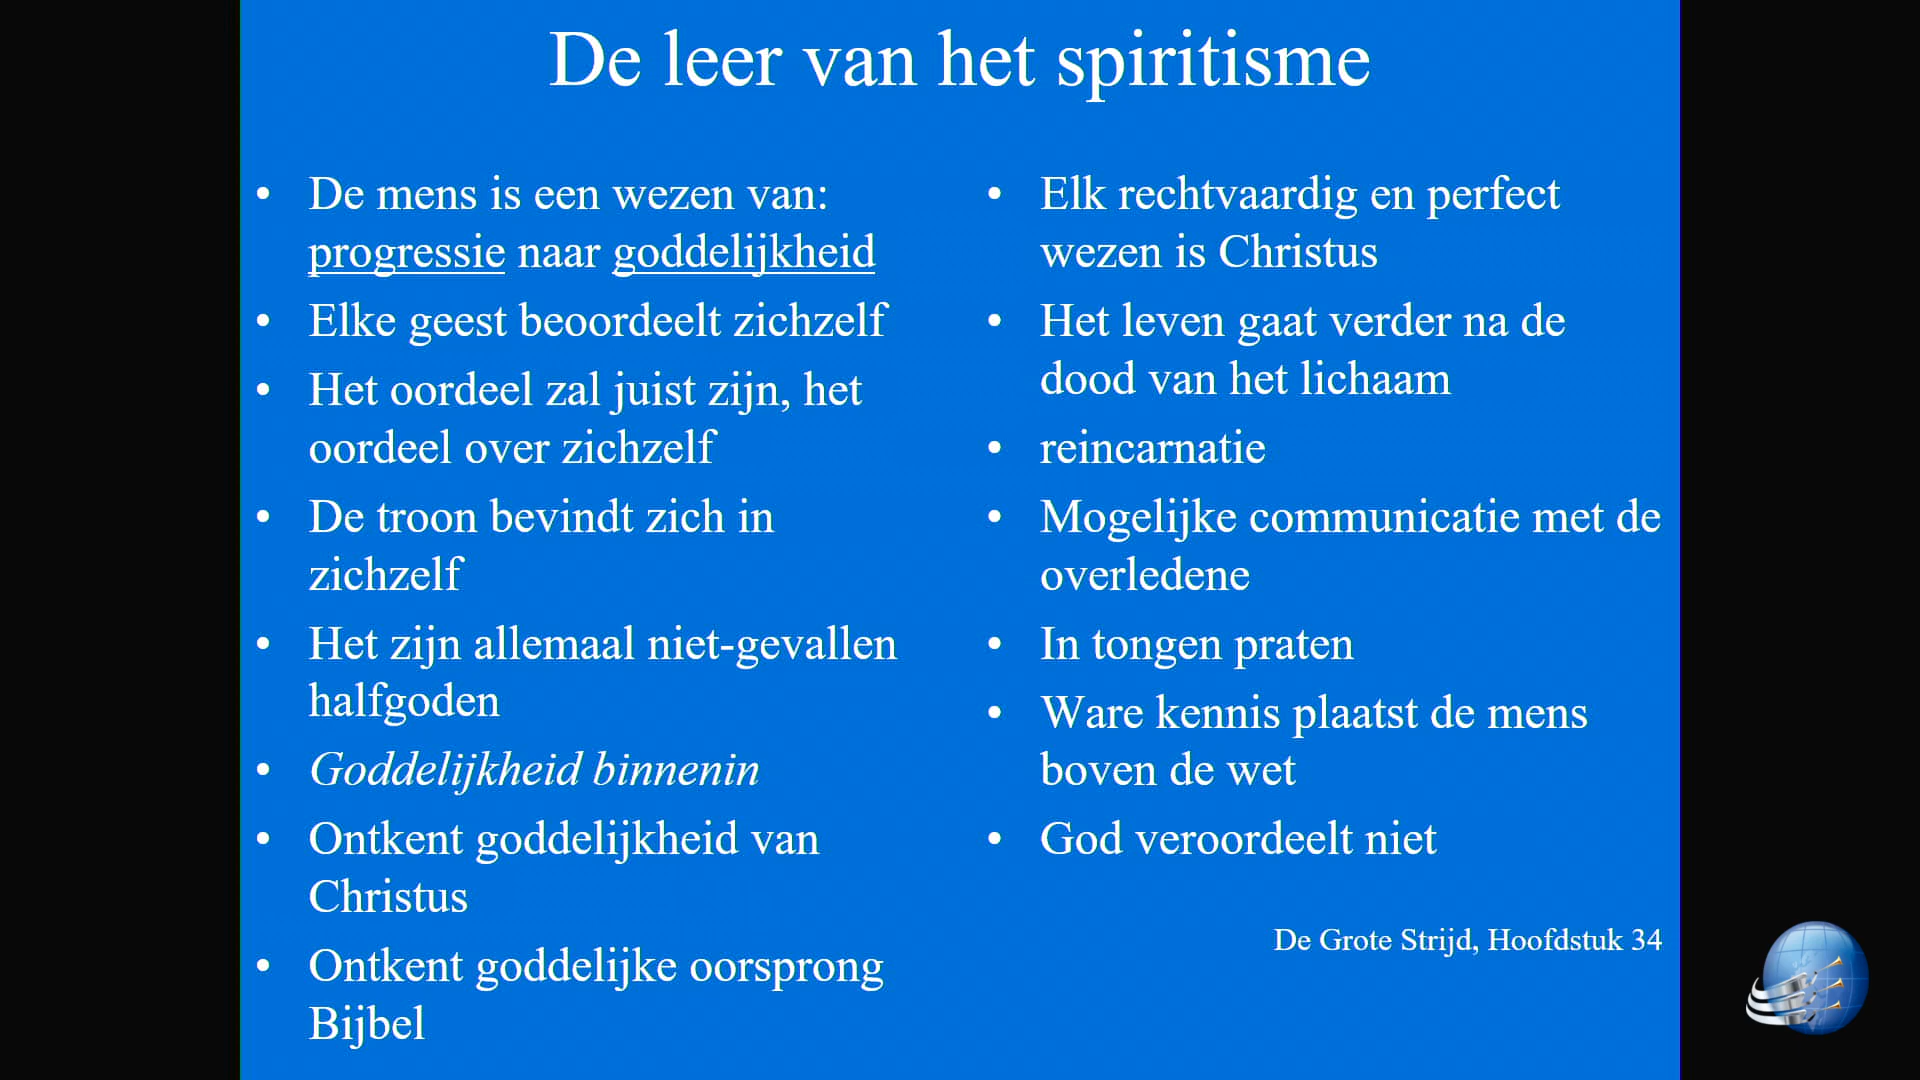 De leer van het spiritisme
• De mens is een wezen van:
progressie naar goddelijkheid
• Elke geest beoordeelt zichzelf
• Het oordeel zal juist zijn, het
oordeel over zichzelf
• De troon bevindt zich in
zichzelf
• Het zijn allemaal niet-gevallen
halfgoden
• Goddelijkheid binnenin
• Ontkent goddelijkheid van
Christus
• Ontkent goddelijke oorsprong
Bijbel
• Elk rechtvaardig en perfect
wezen is Christus
• Het leven gaat verder na de
dood van het lichaam
• reincarnatie
• Mogelijke communicatie met de
overledene
• In tongen praten
• Ware kennis plaatst de mens
boven de wet
• God veroordeelt niet
De Grote Strijd, Hoofdstuk 34